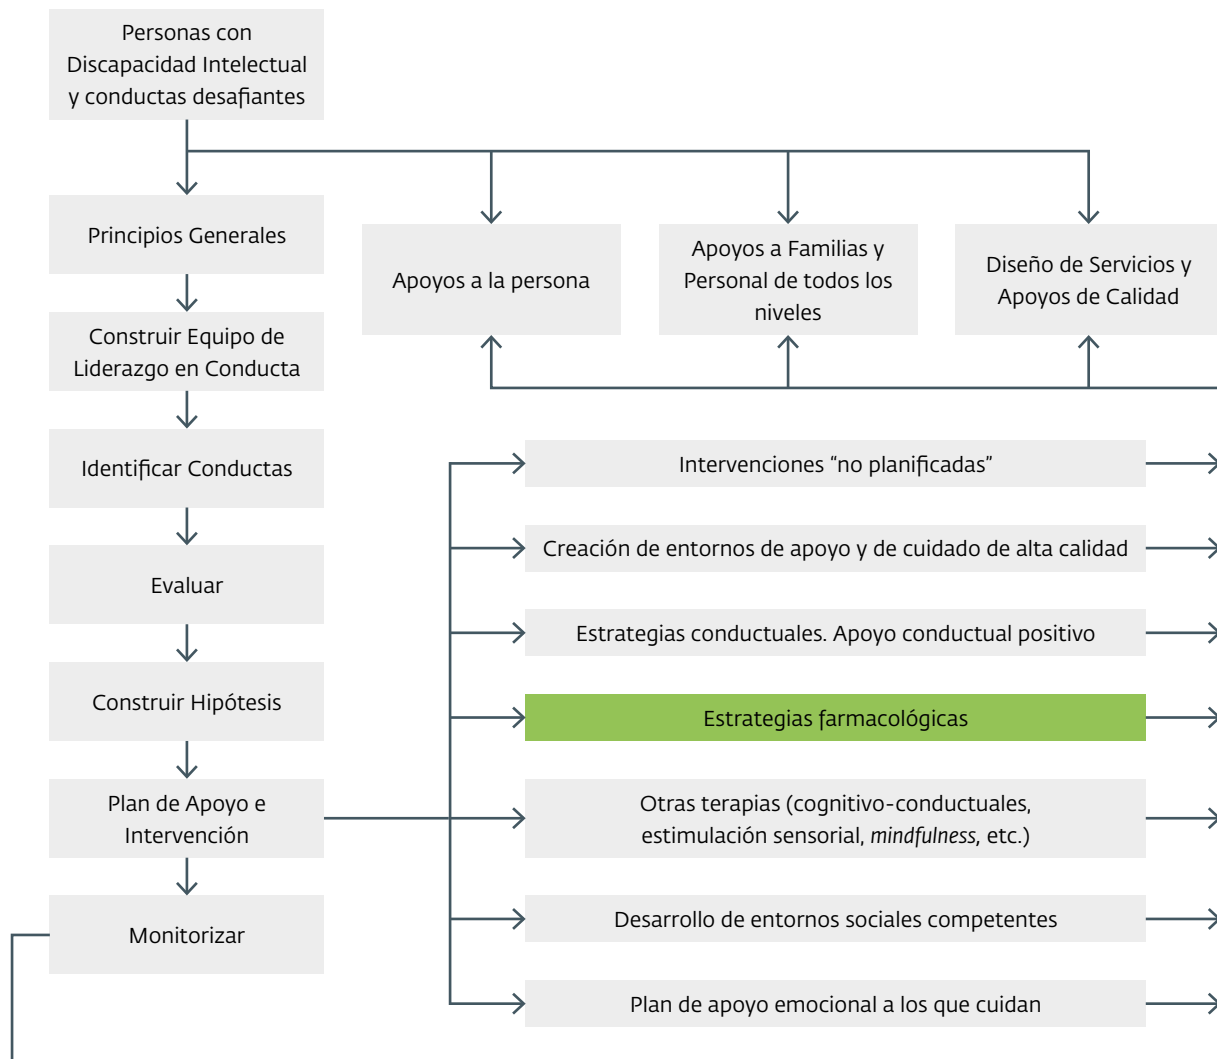 Personas con
Discapacidad Intelectual
y conductas desafiantes
Principios Generales
Apoyos a la persona
Apoyos a Familias y
Personal de todos los
niveles
Diseño de Servicios y
Apoyos de Calidad
Construir Equipo de
Liderazgo en Conducta
Identificar Conductas
Evaluar
Construir Hipótesis
Plan de Apoyo e
Intervención
Monitorizar
Intervenciones “no planificadas”
Creación de entornos de apoyo y de cuidado de alta calidad
Estrategias conductuales. Apoyo conductual positivo
Estrategias farmacológicas
Otras terapias (cognitivo-conductuales,
estimulación sensorial, mindfulness, etc.)
Desarrollo de entornos sociales competentes
Plan de apoyo emocional a los que cuidan